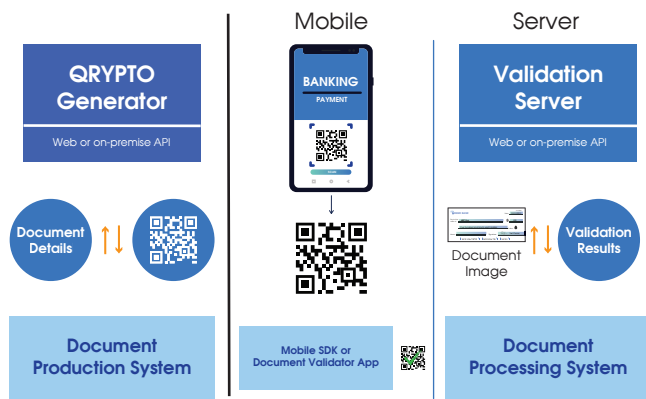 Mobile
Server
QRYPTO
Generator
Web or on-premise API
BANKING
PAYMENT
Validation
Server
Web or on-premise API
Document
Details
Document
Image
Validation
Results
Document
Production System
Mobile SDK or
Document Validator App
Document
Processing System